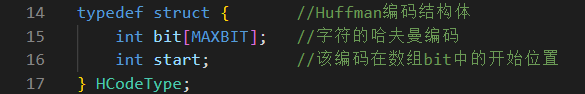 14 typedef struct { //Huffman编码结构体
15 int bit[MAXBIT]; //字符的哈夫曼编码
16 int start; //该编码在数组bit中的开始位置
17 } HCodeType;